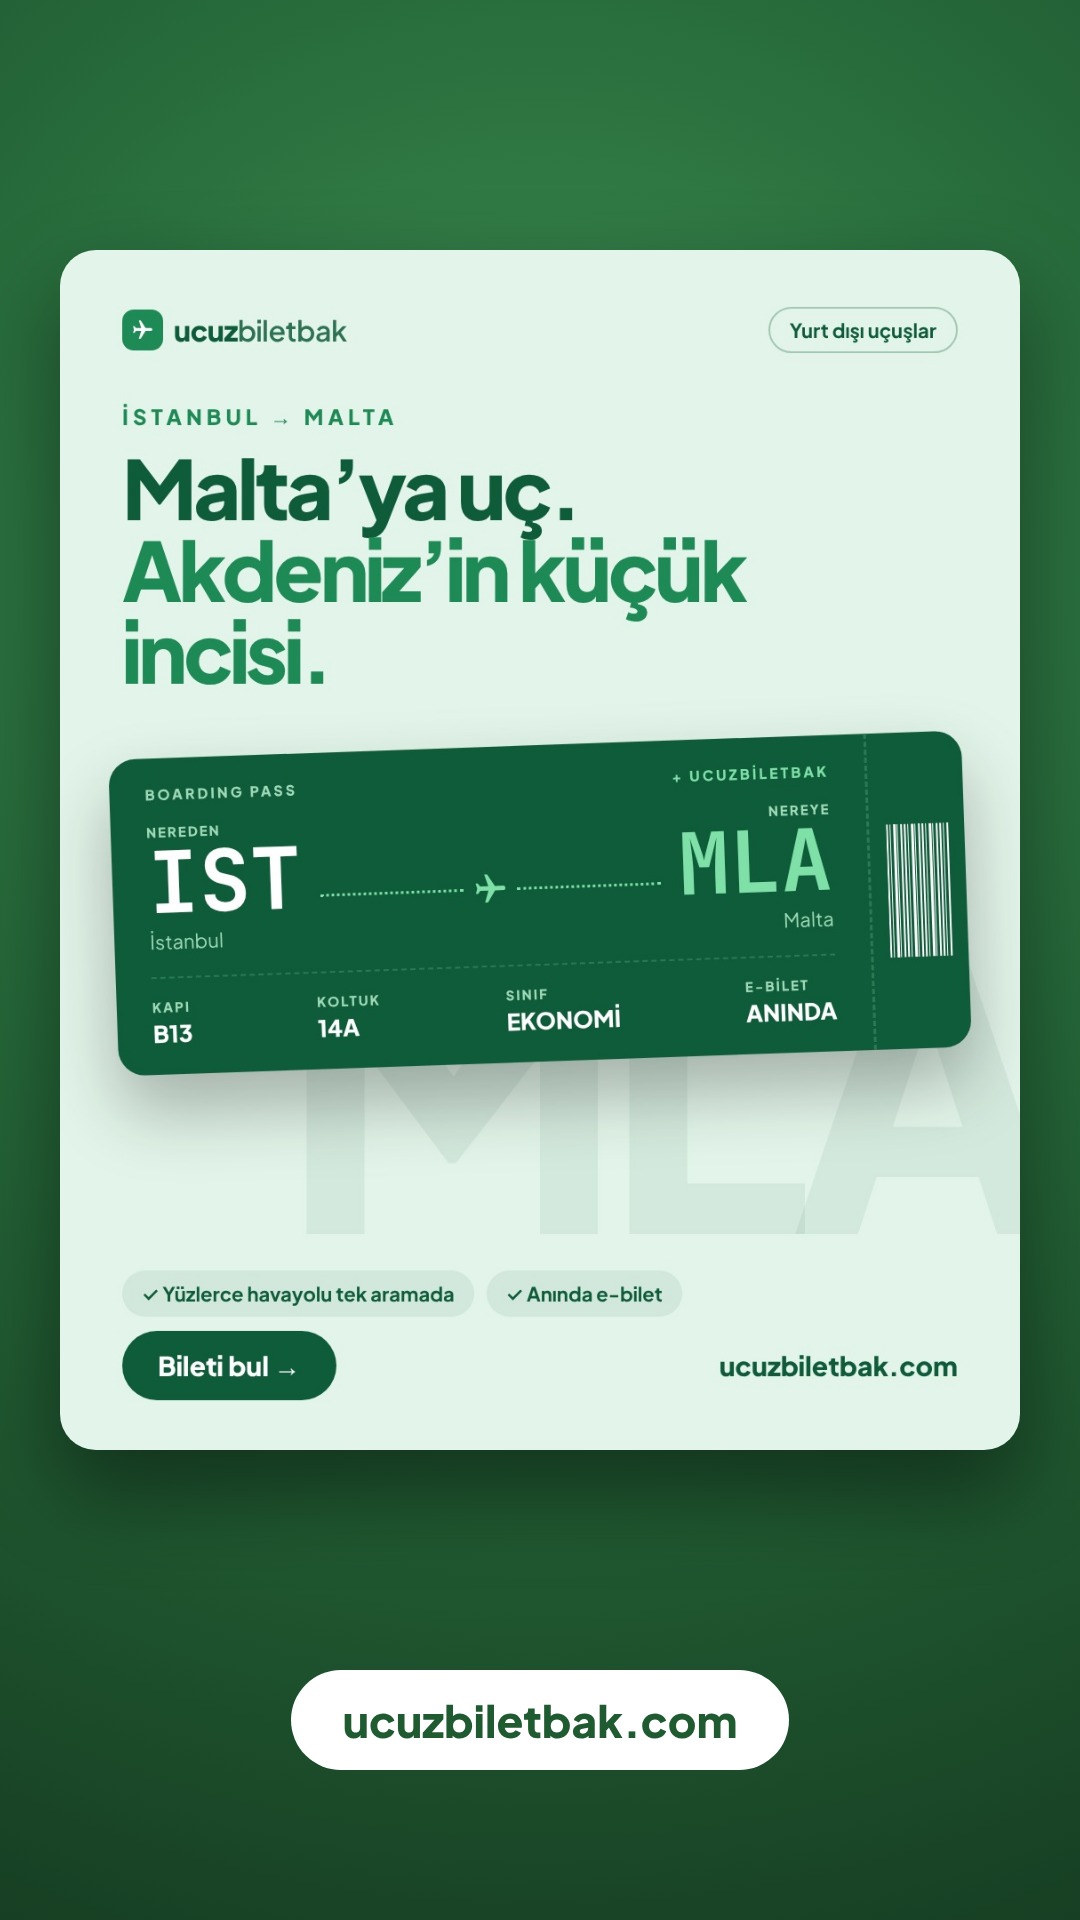 ucuzbiletbak
Yurt dışı uçuşlar
İSTANBUL → MALTA
Malta’ya uç.
Akdeniz’in küçük
incisi.
BOARDING PASS
+ UCUZBİLETBAK
NEREDEN
NEREYE
IST
MLA
İstanbul
Malta
KAPI
KOLTUK
SINIF
E-BİLET
B13
14A
EKONOMİ
ANINDA
MLA
✓ Yüzlerce havayolu tek aramada
✓ Anında e-bilet
Bileti bul →
ucuzbiletbak.com
ucuzbiletbak.com